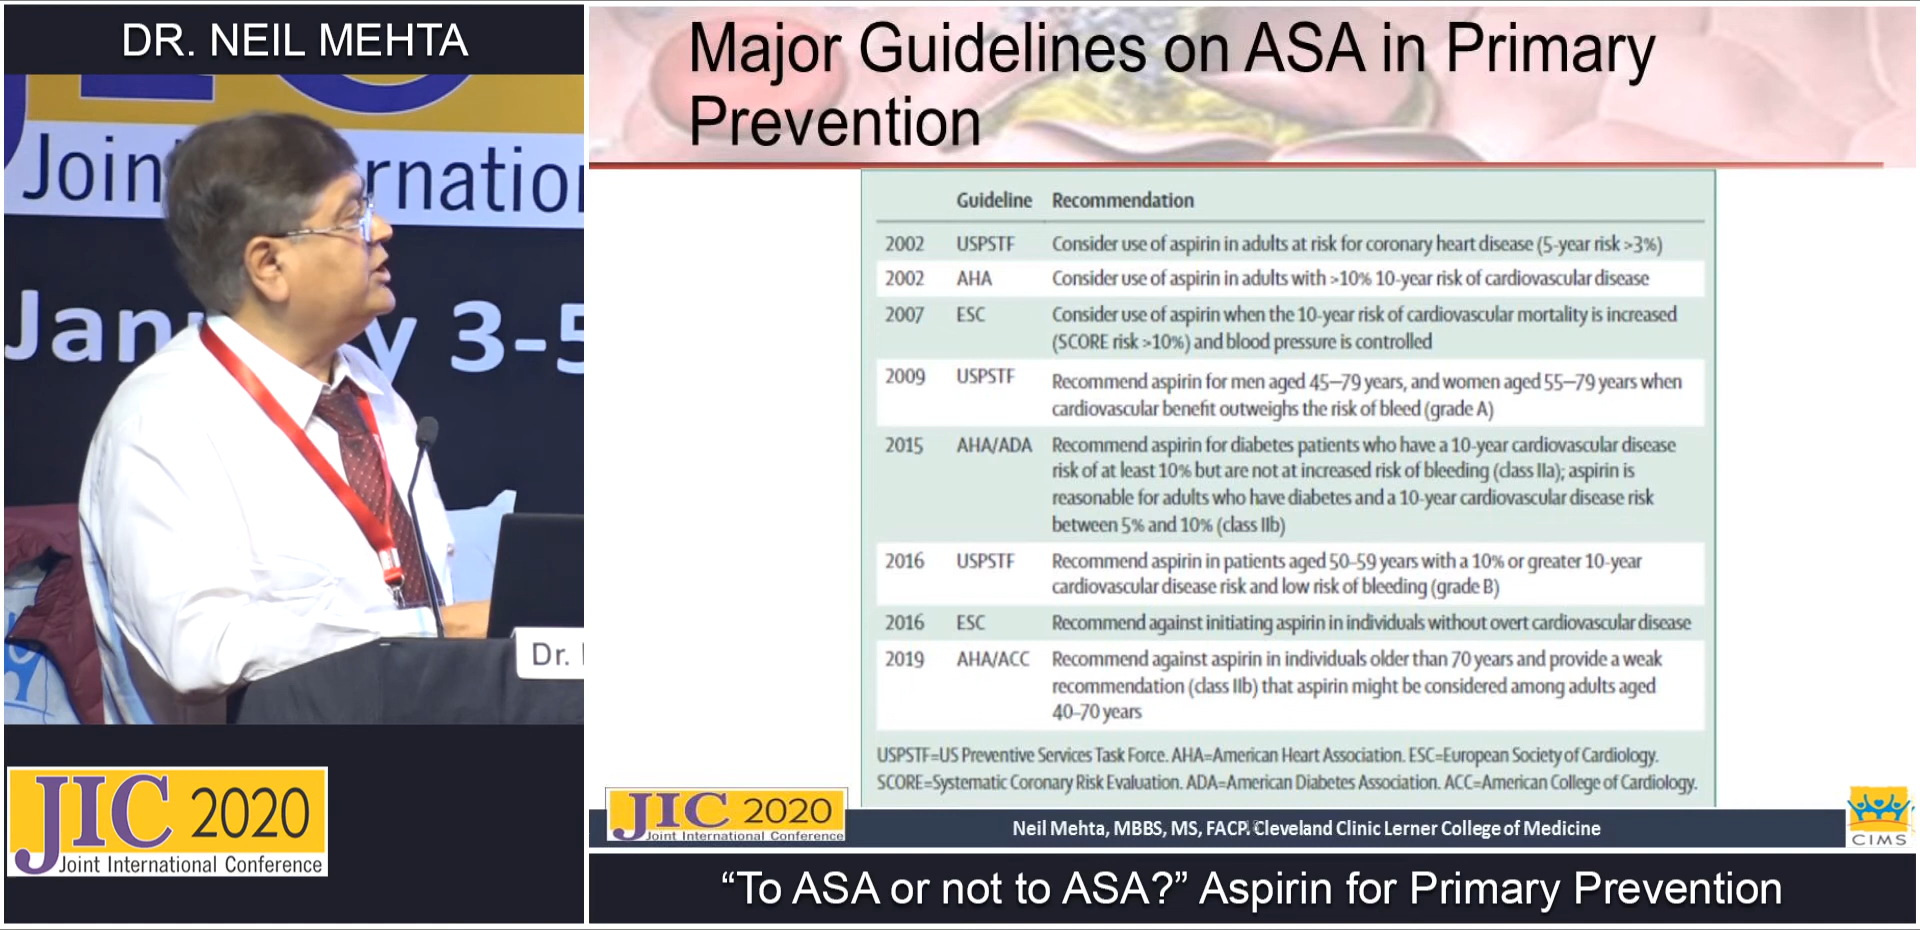 DR. NEIL MEHTA
Join rnatio
January 3-5
Dr.
JIC 2020
Joint International Conference
Major Guidelines on ASA in Primary
Prevention
Guideline Recommendation
2002 USPSTF Consider use of aspirin in adults at risk for coronary heart disease (5-year risk >3%)
2002 AHA Consider use of aspirin in adults with >10% 10-year risk of cardiovascular disease
2007 ESC Consider use of aspirin when the 10-year risk of cardiovascular mortality is increased
(SCORE risk >10%) and blood pressure is controlled
2009 USPSTF Recommend aspirin for men aged 45–79 years, and women aged 55–79 years when
cardiovascular benefit outweighs the risk of bleed (grade A)
2015 AHA/ADA Recommend aspirin for diabetes patients who have a 10-year cardiovascular disease
risk of at least 10% but are not at increased risk of bleeding (class IIa); aspirin is
reasonable for adults who have diabetes and a 10-year cardiovascular disease risk
between 5% and 10% (class IIb)
2016 USPSTF Recommend aspirin in patients aged 50–59 years with a 10% or greater 10-year
cardiovascular disease risk and low risk of bleeding (grade B)
2016 ESC Recommend against initiating aspirin in individuals without overt cardiovascular disease
2019 AHA/ACC Recommend against aspirin in individuals older than 70 years and provide a weak
recommendation (class IIb) that aspirin might be considered among adults aged
40–70 years
USPSTF=US Preventive Services Task Force. AHA=American Heart Association. ESC=European Society of Cardiology.
SCORE=Systematic Coronary Risk Evaluation. ADA=American Diabetes Association. ACC=American College of Cardiology.
JIC 2020
Joint International Conference
Neil Mehta, MBBS, MS, FACP. Cleveland Clinic Lerner College of Medicine
CIMS
“To ASA or not to ASA?” Aspirin for Primary Prevention